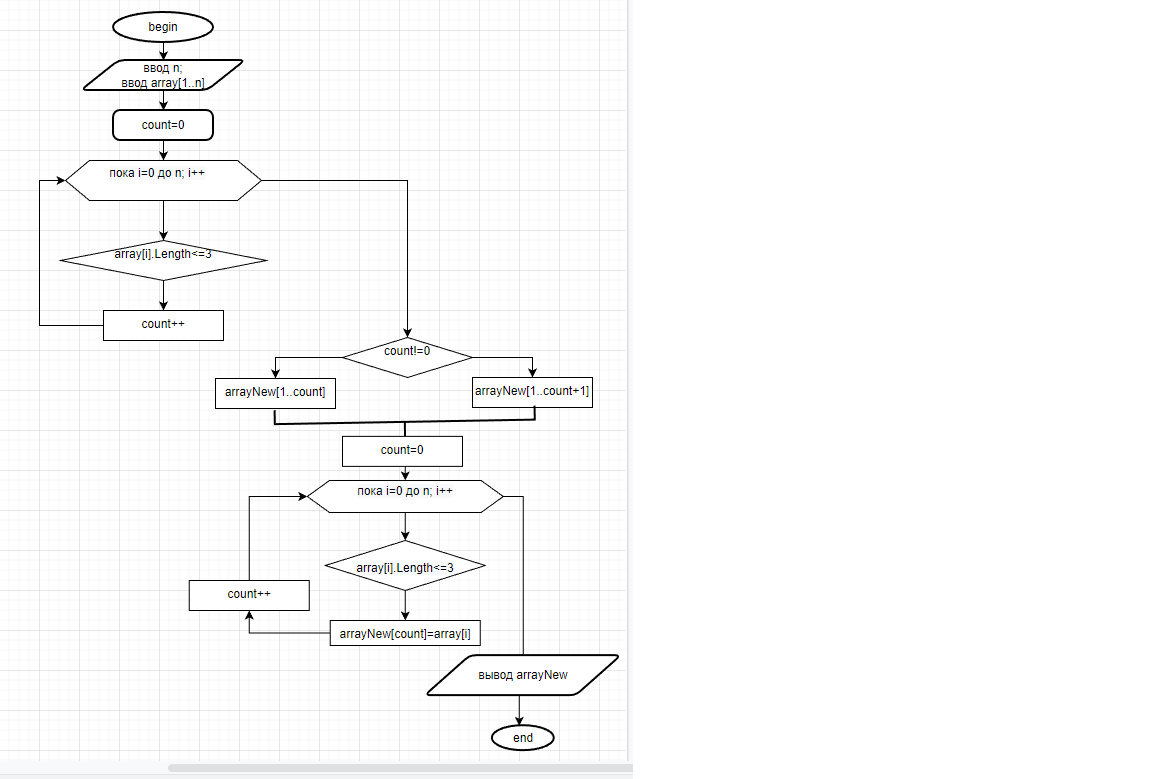 begin
ввод n;
ввод array[1..n]
count=0
пока i=0 до n; i++
array[i].Length<=3
count++
count!=0
arrayNew[1..count]
arrayNew[1..count+1]
count=0
пока i=0 до n; i++
array[i].Length<=3
count++
arrayNew[count]=array[i]
вывод arrayNew
end